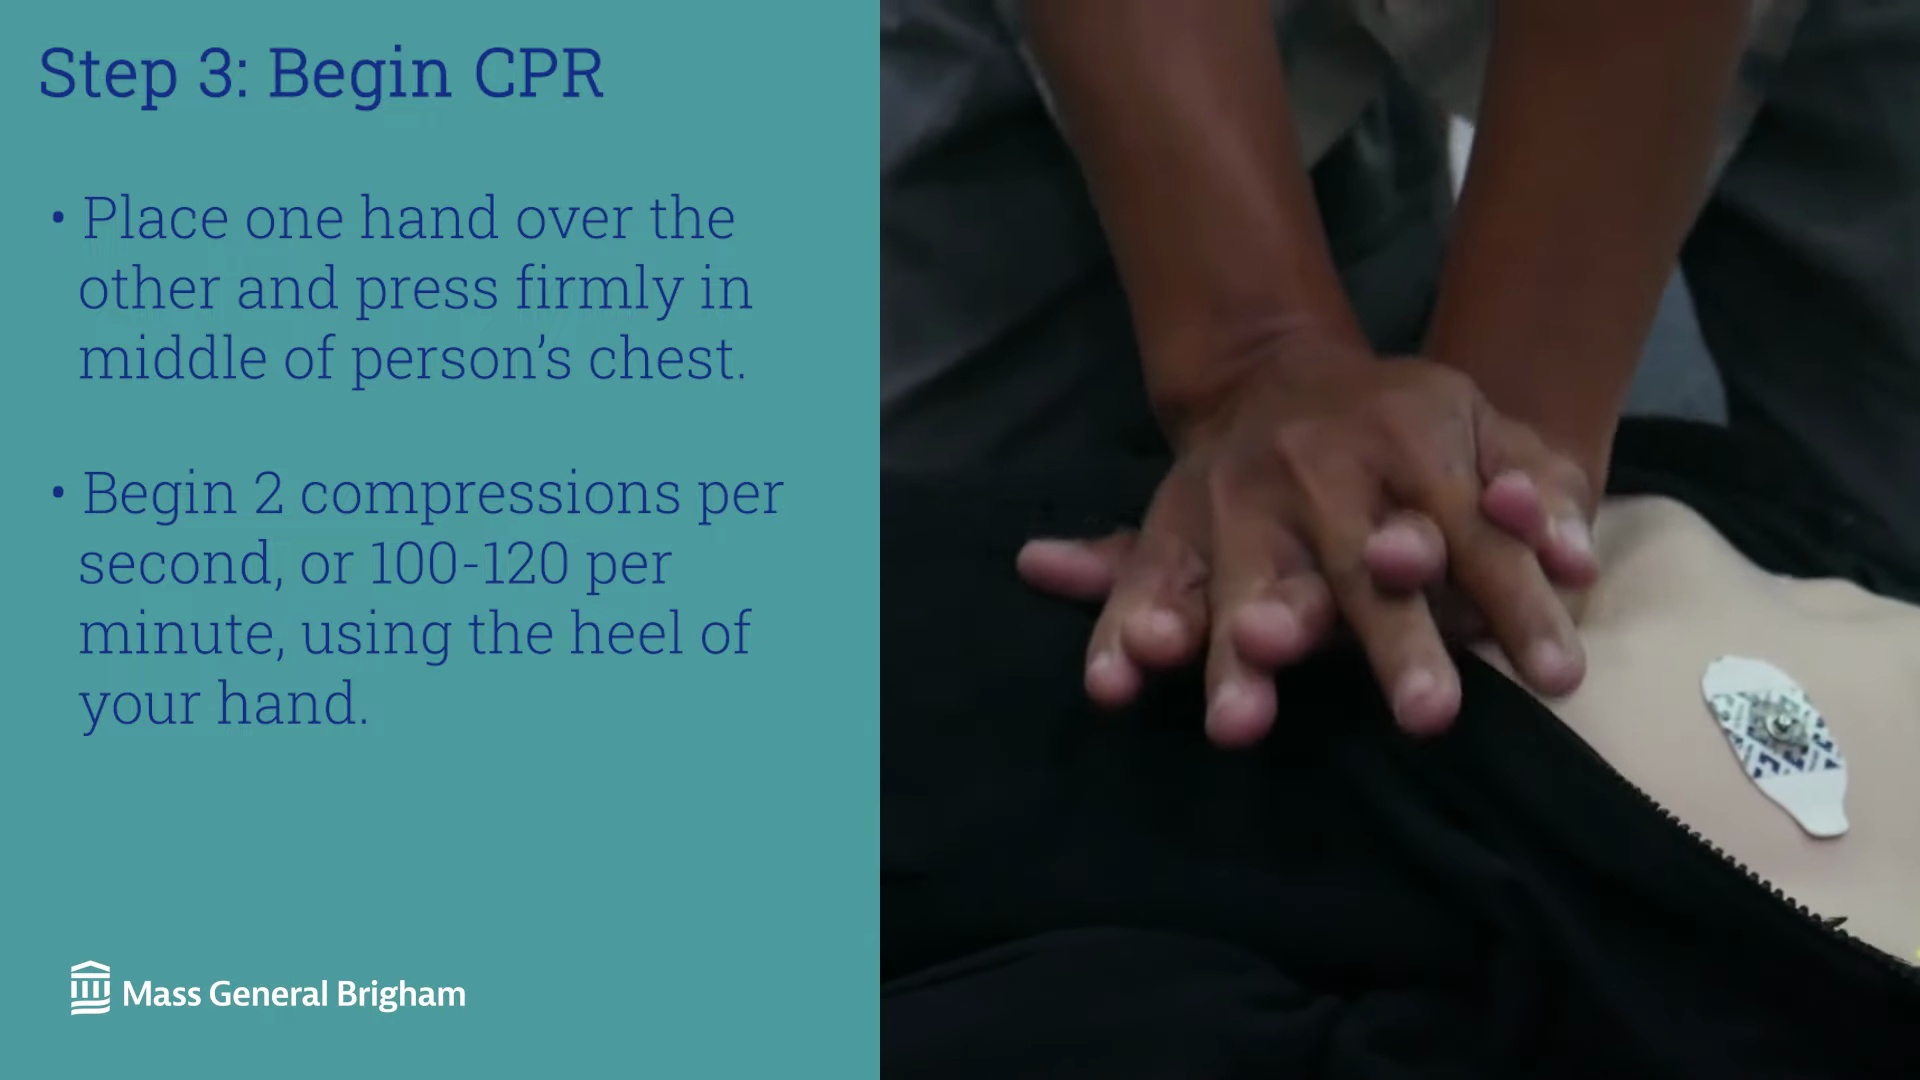 Step 3: Begin CPR
• Place one hand over the
other and press firmly in
middle of person’s chest.
• Begin 2 compressions per
second, or 100-120 per
minute, using the heel of
your hand.
Mass General Brigham